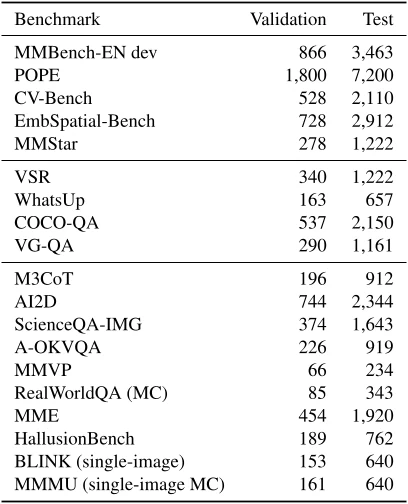 Benchmark Validation Test
MMBench-EN dev 866 3,463
POPE 1,800 7,200
CV-Bench 528 2,110
EmbSpatial-Bench 728 2,912
MMStar 278 1,222
VSR 340 1,222
WhatsUp 163 657
COCO-QA 537 2,150
VG-QA 290 1,161
M3CoT 196 912
AI2D 744 2,344
ScienceQA-IMG 374 1,643
A-OKVQA 226 919
MMVP 66 234
RealWorldQA (MC) 85 343
MME 454 1,920
HallusionBench 189 762
BLINK (single-image) 153 640
MMMU (single-image MC) 161 640